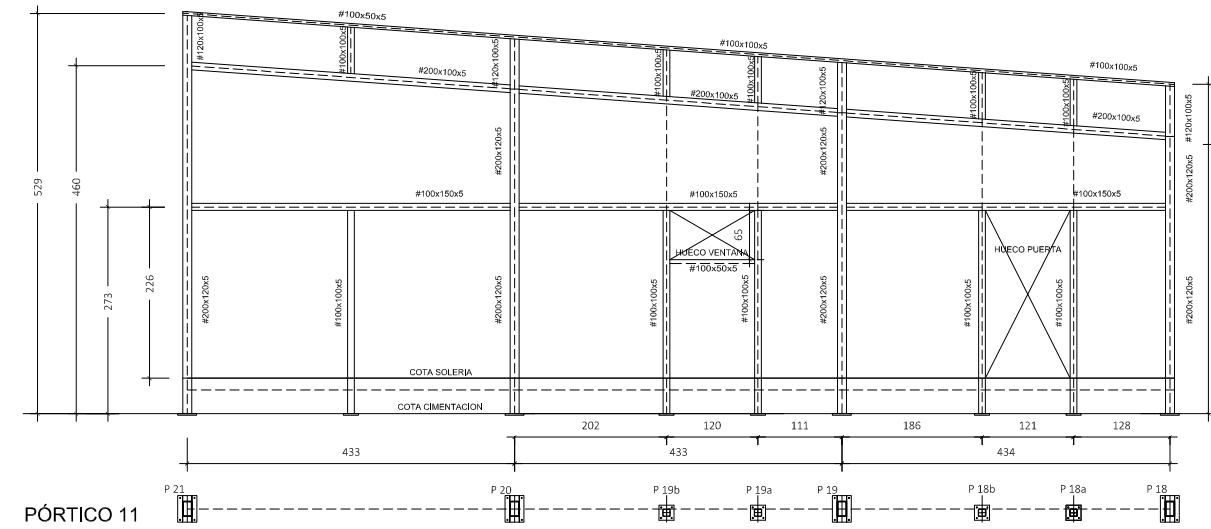 #100x50x5
#120x100x5
#100x100x5
#200x100x5
#120x100x5
#100x100x5
#100x100x5
#100x100x5
#200x100x5
#120x100x5
#100x100x5
#100x100x5
#100x100x5
#200x100x5
#120x100x5
529
460
273
226
#200x120x5
#200x120x5
#200x120x5
#100x150x5
#100x150x5
#100x150x5
65
HUECO VENTANA
#100x50x5
HUECO PUERTA
#200x120x5
#100x100x5
#200x120x5
#100x100x5
#100x100x5
#200x120x5
#100x100x5
#100x100x5
#200x120x5
COTA SOLERIA
COTA CIMENTACION
202
120
111
186
121
128
433
433
434
P 21
P 20
P 19b
P 19a
P 19
P 18b
P 18a
P 18
PÓRTICO 11